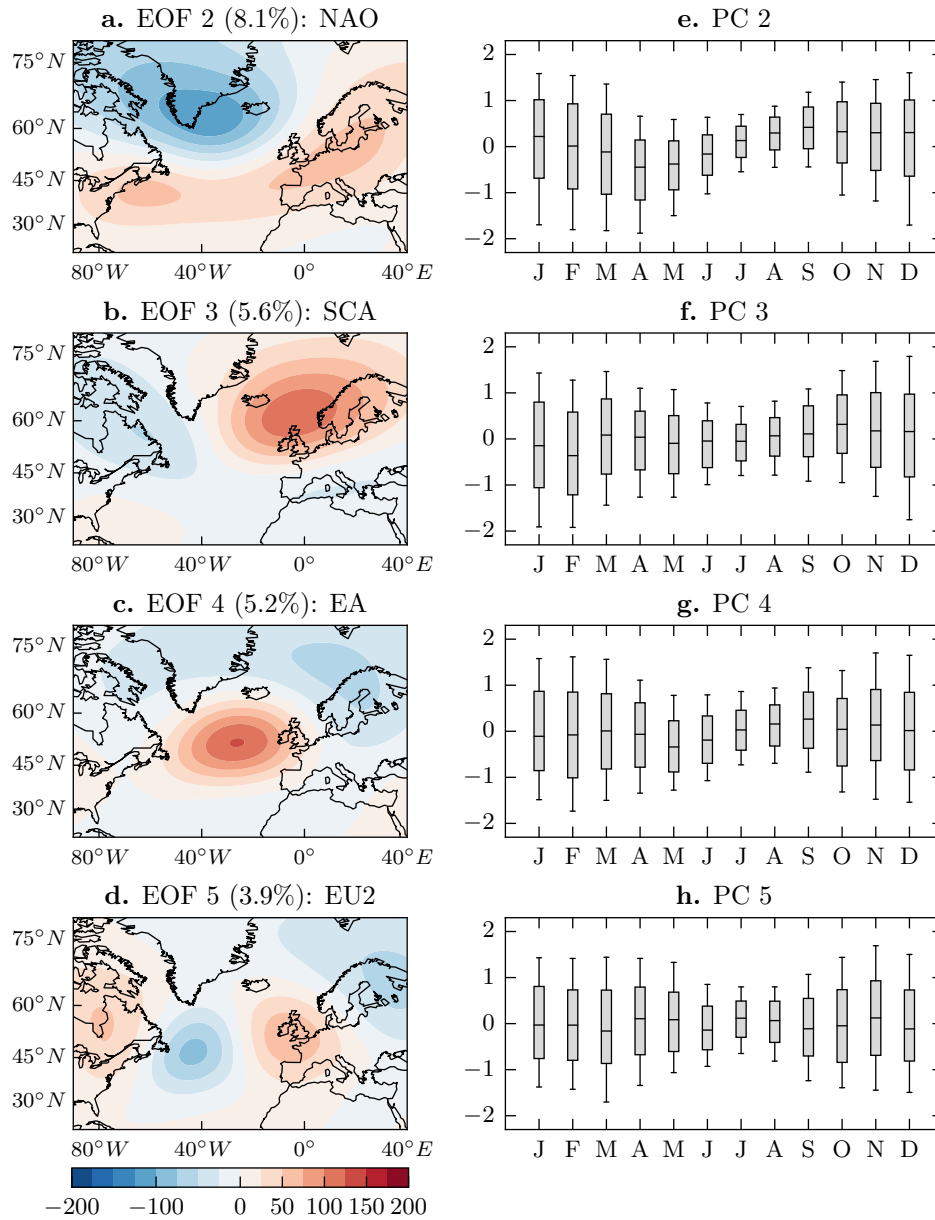 a. EOF 2 (8.1%): NAO
75°N
60°N
45°N
30°N
80°W 40°W 0° 40°E
e. PC 2
2
1
0
−1
−2
J F M A M J J A S O N D
b. EOF 3 (5.6%): SCA
75°N
60°N
45°N
30°N
80°W 40°W 0° 40°E
f. PC 3
2
1
0
−1
−2
J F M A M J J A S O N D
c. EOF 4 (5.2%): EA
75°N
60°N
45°N
30°N
80°W 40°W 0° 40°E
g. PC 4
2
1
0
−1
−2
J F M A M J J A S O N D
d. EOF 5 (3.9%): EU2
75°N
60°N
45°N
30°N
80°W 40°W 0° 40°E
h. PC 5
2
1
0
−1
−2
J F M A M J J A S O N D
−200 −100 0 50 100 150 200